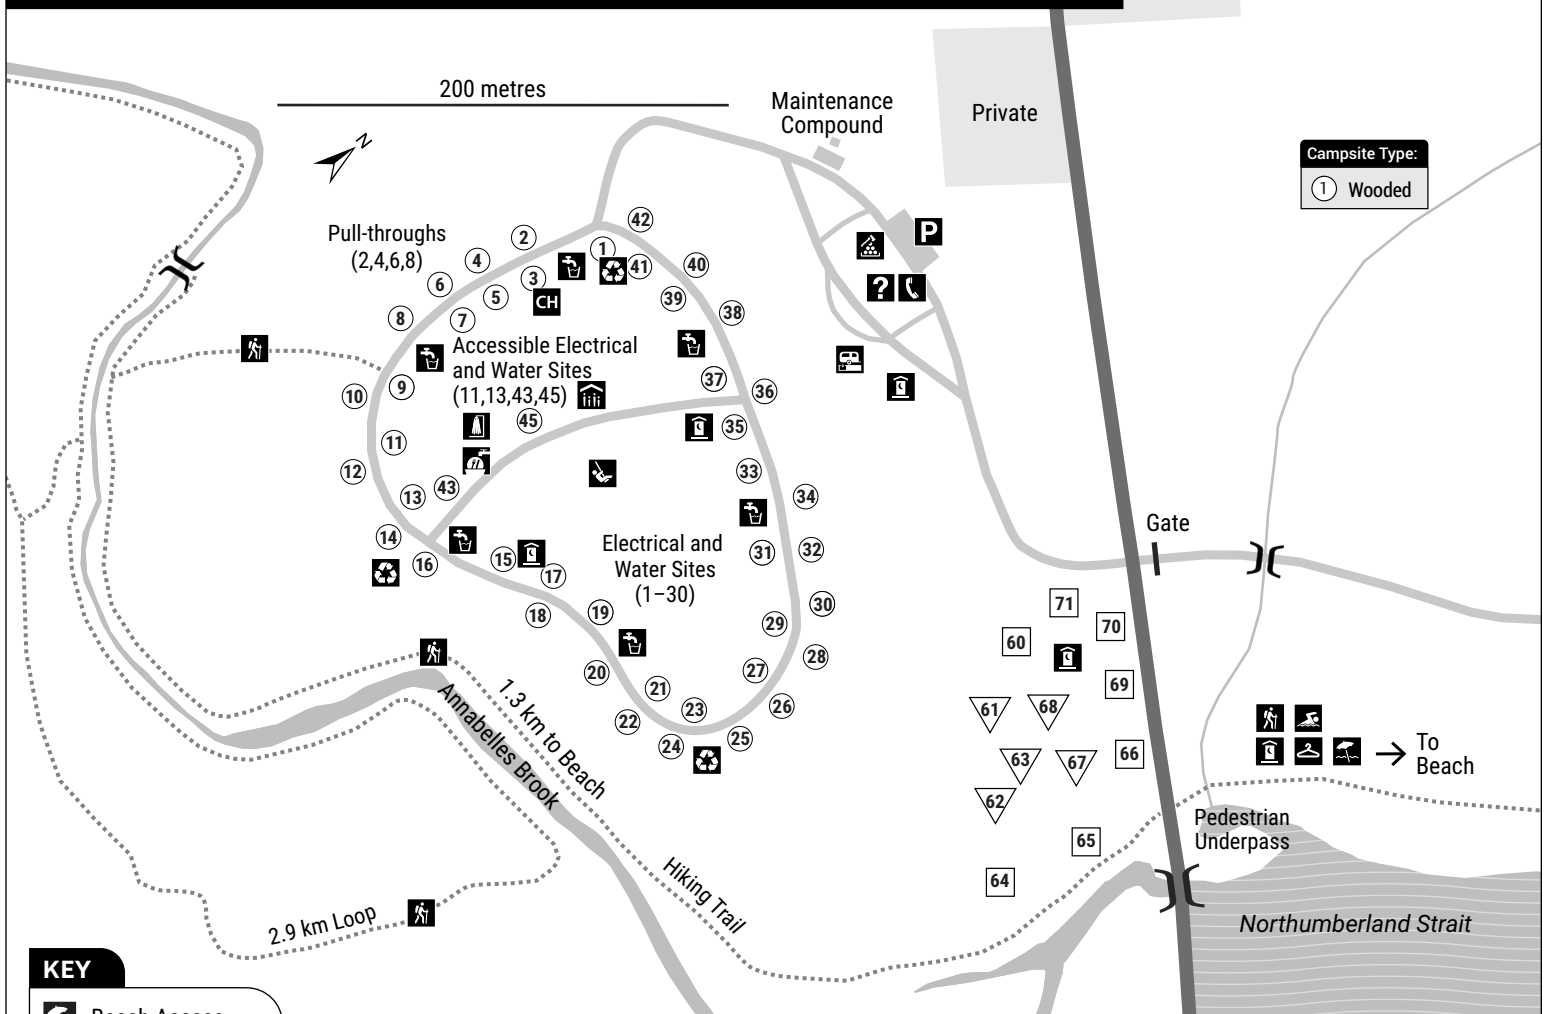 200 metres
N
Maintenance
Compound
Private
Campsite Type:
1 Wooded
Pull-throughs
(2,4,6,8)
42
2
1
P
4
3
41
40
6
5
CH
39
?
8
7
38
Accessible Electrical
and Water Sites
(11,13,43,45)
37
36
10
9
45
35
11
12
33
13
43
34
Gate
14
16
15
17
Electrical and
Water Sites
(1–30)
31
32
18
19
29
30
71
70
60
20
27
28
69
21
26
61
68
22
23
24
25
63
67
66
62
To
Beach
1.3 km to Beach
Annabelles Brook
Pedestrian
Underpass
65
64
Hiking Trail
2.9 km Loop
Northumberland Strait
KEY
Beach Access